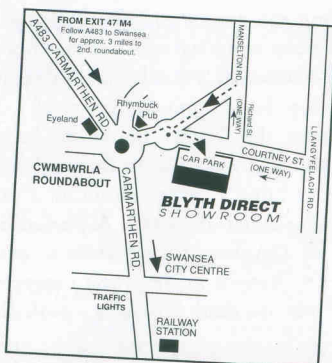 FROM EXIT 47 M4
Follow A483 to Swansea
for approx. 3 miles to
2nd. roundabout.
A483 CARMARTHEN RD.
Rhymbuck
Pub
Eyeland
MANSELTON RD.
Richard St.
(ONE WAY)
LLANGYFELACH RD.
COURTNEY ST.
(ONE WAY)
CAR PARK
CWMBWRLA
ROUNDABOUT
BLYTH DIRECT
SHOWROOM
CARMARTHEN RD.
SWANSEA
CITY CENTRE
TRAFFIC
LIGHTS
RAILWAY
STATION